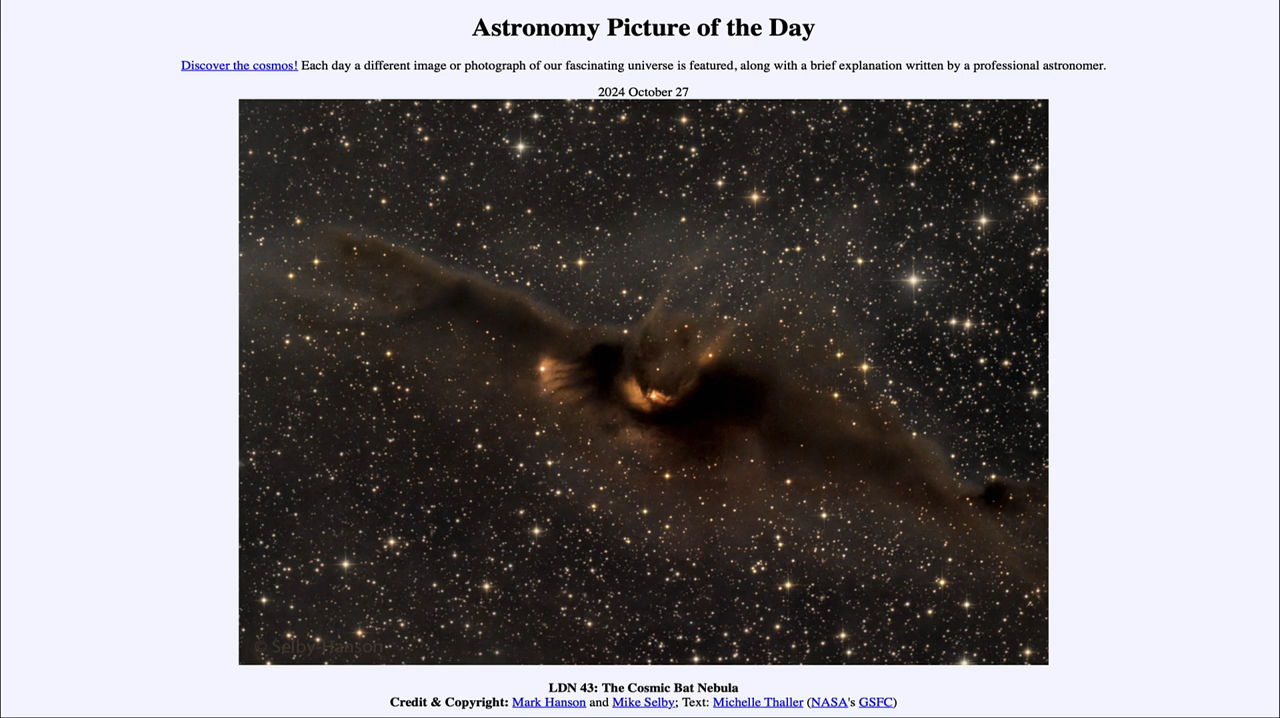 Astronomy Picture of the Day
Discover the cosmos! Each day a different image or photograph of our fascinating universe is featured, along with a brief explanation written by a professional astronomer.
2024 October 27
© Selby-Hanson
LDN 43: The Cosmic Bat Nebula
Credit & Copyright: Mark Hanson and Mike Selby; Text: Michelle Thaller (NASA's GSFC)